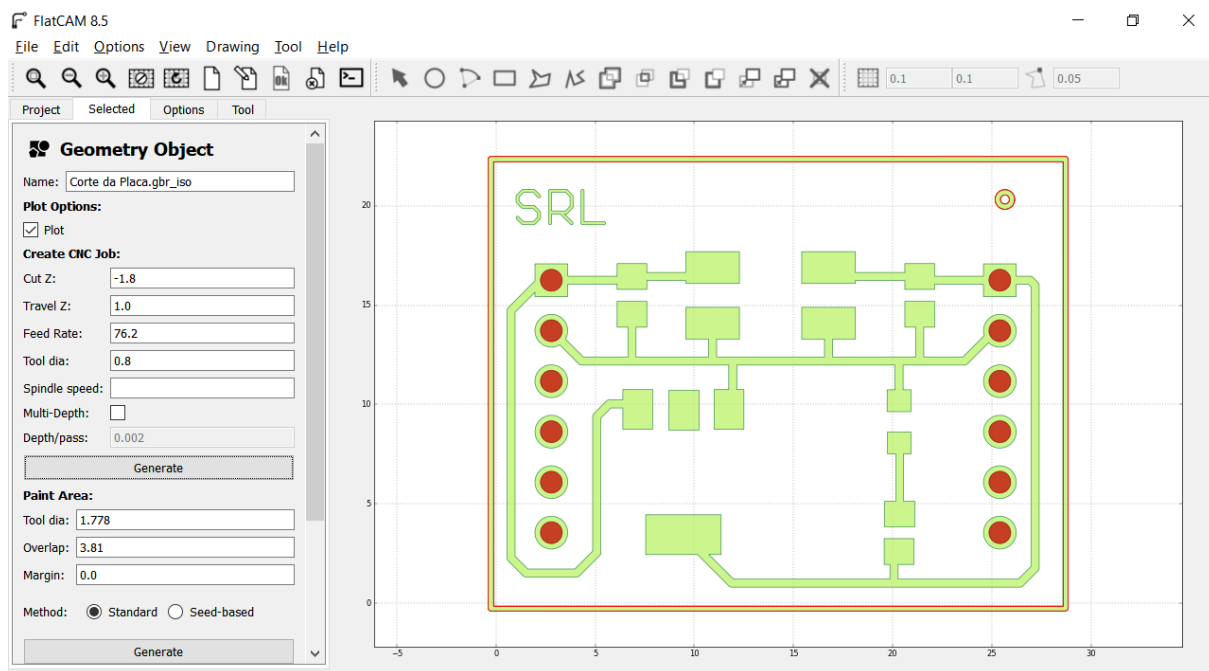 FlatCAM 8.5
File Edit Options View Drawing Tool Help
Ok >- 0.1 0.1 0.05
Project Selected Options Tool
Geometry Object
Name: Corte da Placa.gbr_iso
Plot Options:
Plot
Create CNC Job:
Cut Z: -1.8
Travel Z: 1.0
Feed Rate: 76.2
Tool dia: 0.8
Spindle speed:
Multi-Depth:
Depth/pass: 0.002
Generate
Paint Area:
Tool dia: 1.778
Overlap: 3.81
Margin: 0.0
Method: Standard Seed-based
Generate
SRL
20
15
10
5
0
−5 0 5 10 15 20 25 30